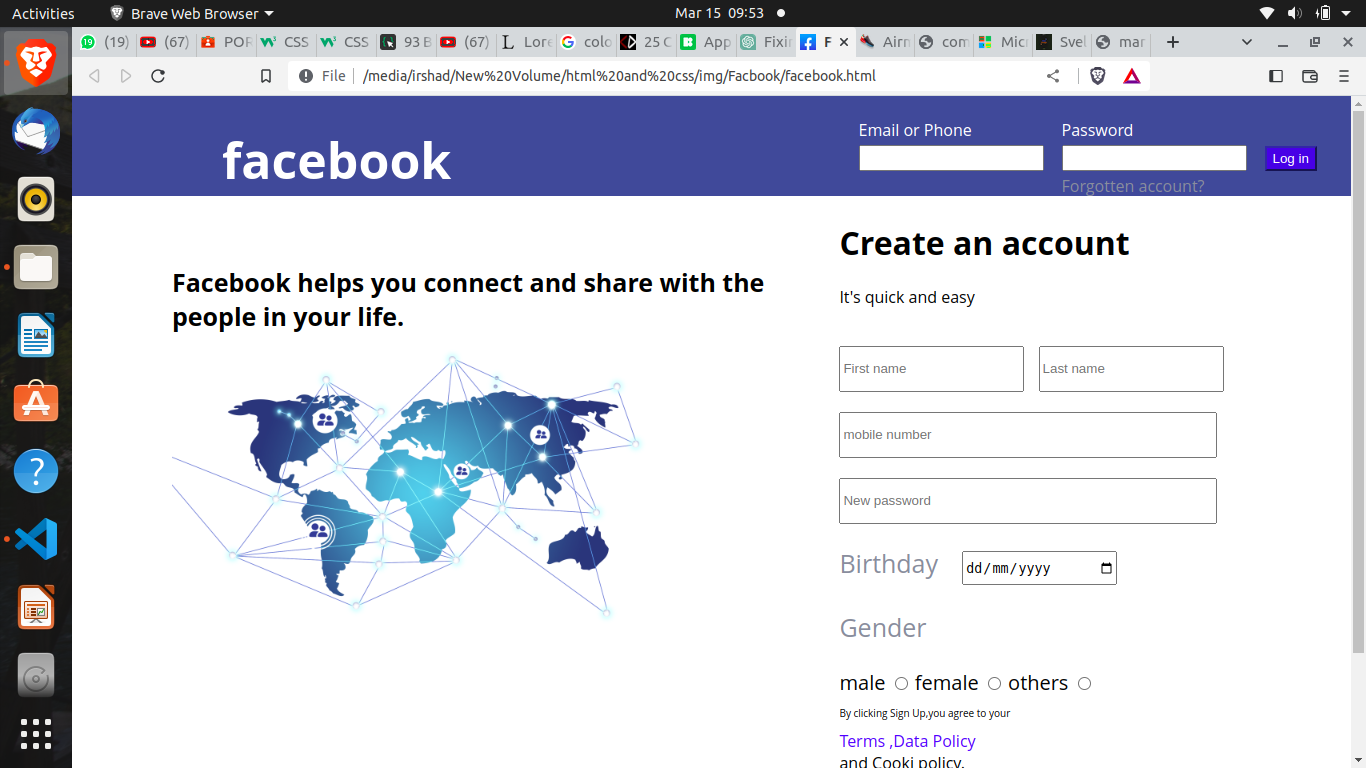 Activities Brave Web Browser Mar 15 09:53
(19) (67) POR CSS CSS 93 B (67) Lore colo 25 C App Fixin F Airn com Micr Svel mar
File /media/irshad/New%20Volume/html%20and%20css/img/Facbook/facebook.html
Email or Phone Password
facebook
Log in
Forgotten account?
Create an account
Facebook helps you connect and share with the
people in your life.
It's quick and easy
First name Last name
mobile number
New password
Birthday dd/mm/yyyy
Gender
male female others
By clicking Sign Up,you agree to your
Terms ,Data Policy
and Cooki policy.